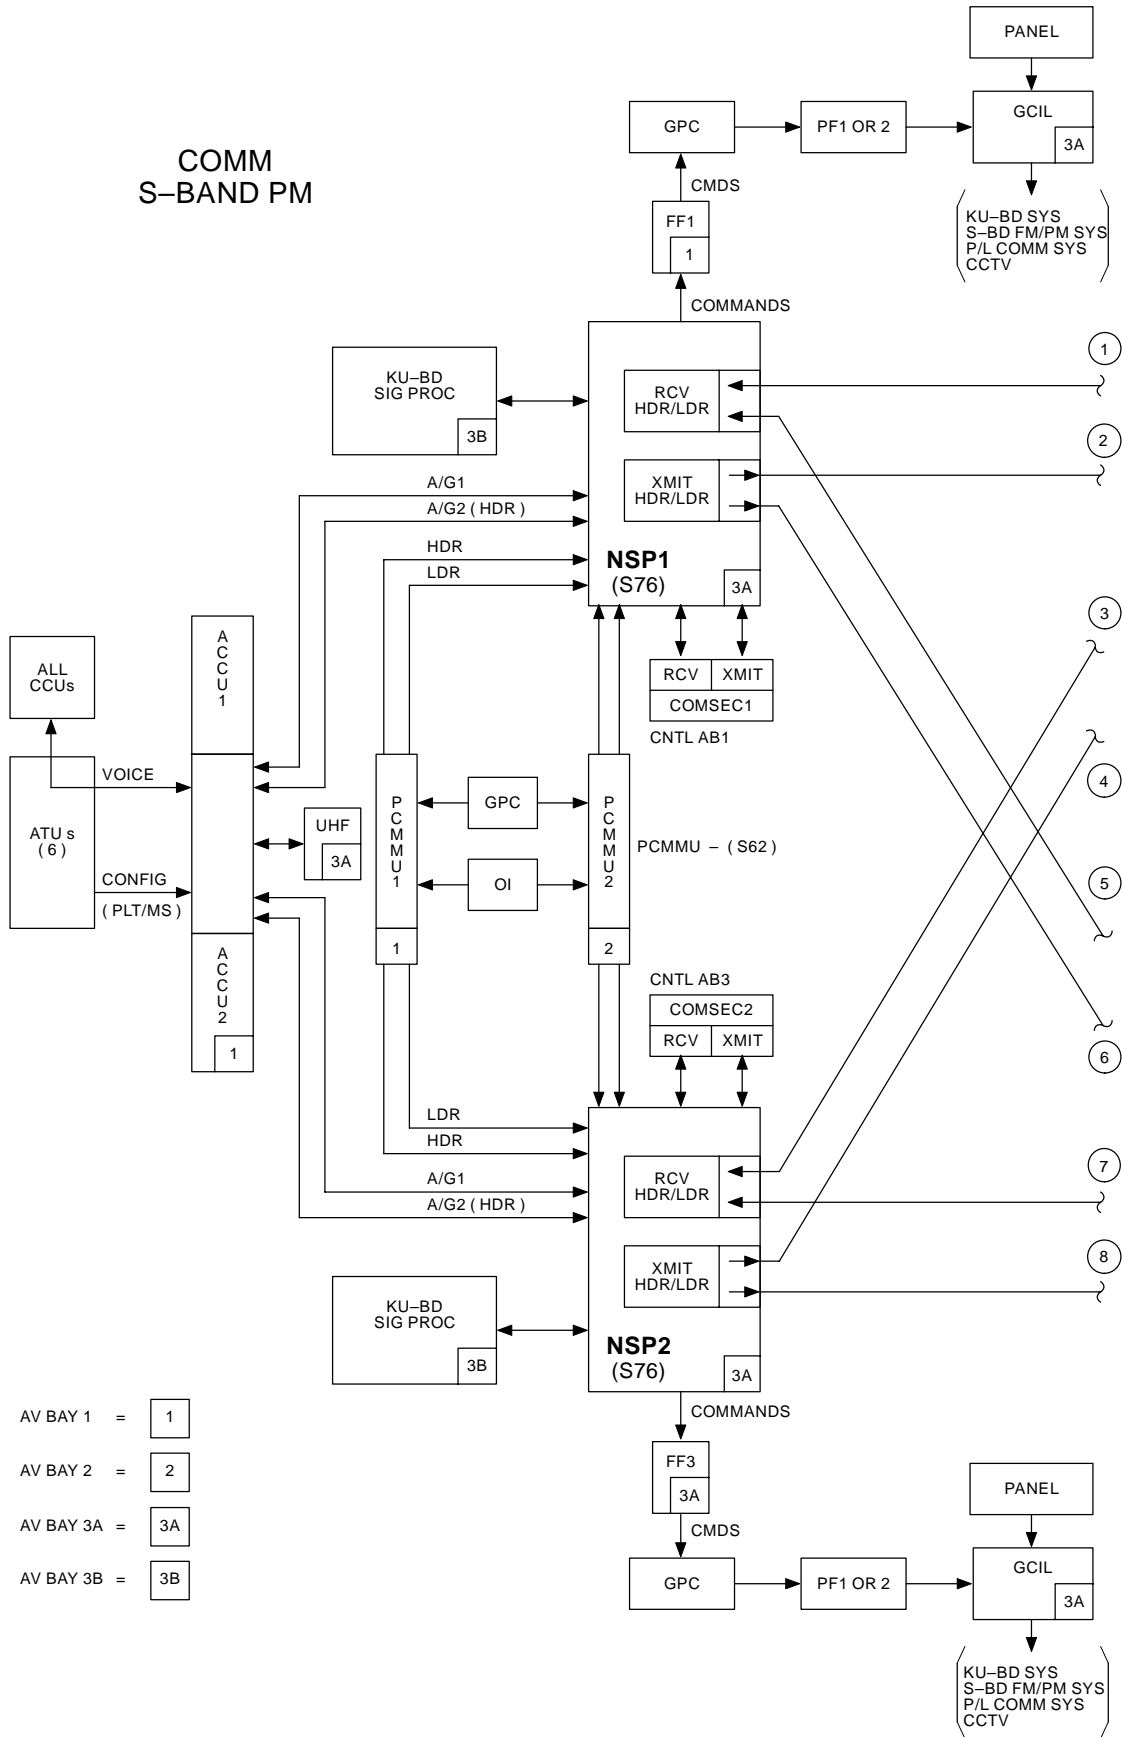 COMM
S–BAND PM
PANEL
GCIL
3A
GPC
PF1 OR 2
CMDS
FF1
1
COMMANDS
KU–BD SYS
S–BD FM/PM SYS
P/L COMM SYS
CCTV
KU–BD
SIG PROC
3B
RCV
HDR/LDR
XMIT
HDR/LDR
NSP1
(S76)
3A
1
2
A/G1
A/G2 ( HDR )
HDR
LDR
3
4
5
6
7
8
RCV
XMIT
COMSEC1
CNTL AB1
ALL
CCUs
ATU s
( 6 )
VOICE
CONFIG
( PLT/MS )
ACCU1
ACCU2
1
UHF
3A
PCMMU1
1
GPC
OI
PCMMU2
2
PCMMU – ( S62 )
CNTL AB3
COMSEC2
RCV
XMIT
LDR
HDR
A/G1
A/G2 ( HDR )
RCV
HDR/LDR
XMIT
HDR/LDR
NSP2
(S76)
3A
KU–BD
SIG PROC
3B
COMMANDS
FF3
3A
CMDS
GPC
PF1 OR 2
PANEL
GCIL
3A
KU–BD SYS
S–BD FM/PM SYS
P/L COMM SYS
CCTV
AV BAY 1 = 1
AV BAY 2 = 2
AV BAY 3A = 3A
AV BAY 3B = 3B